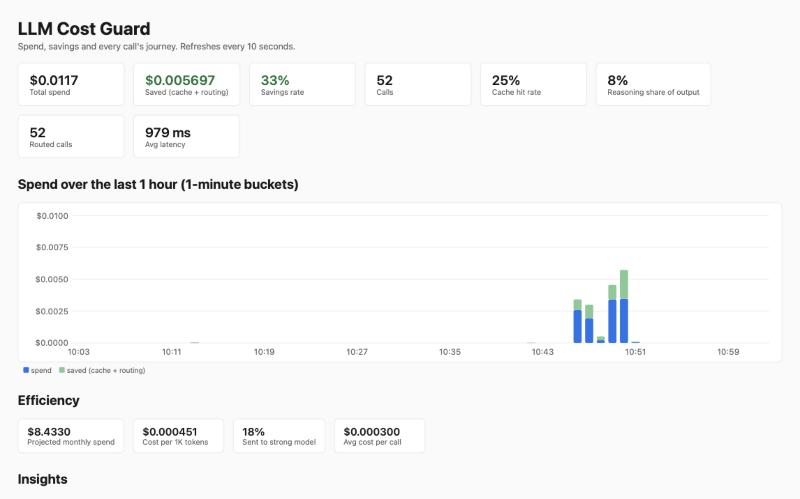 LLM Cost Guard
Spend, savings and every call's journey. Refreshes every 10 seconds.
$0.0117
Total spend
$0.005697
Saved (cache + routing)
33%
Savings rate
52
Calls
25%
Cache hit rate
8%
Reasoning share of output
52
Routed calls
979 ms
Avg latency
Spend over the last 1 hour (1-minute buckets)
$0.0100
$0.0075
$0.0050
$0.0025
$0.0000
10:03 10:11 10:19 10:27 10:35 10:43 10:51 10:59
spend saved (cache + routing)
Efficiency
$8.4330
Projected monthly spend
$0.000451
Cost per 1K tokens
18%
Sent to strong model
$0.000300
Avg cost per call
Insights